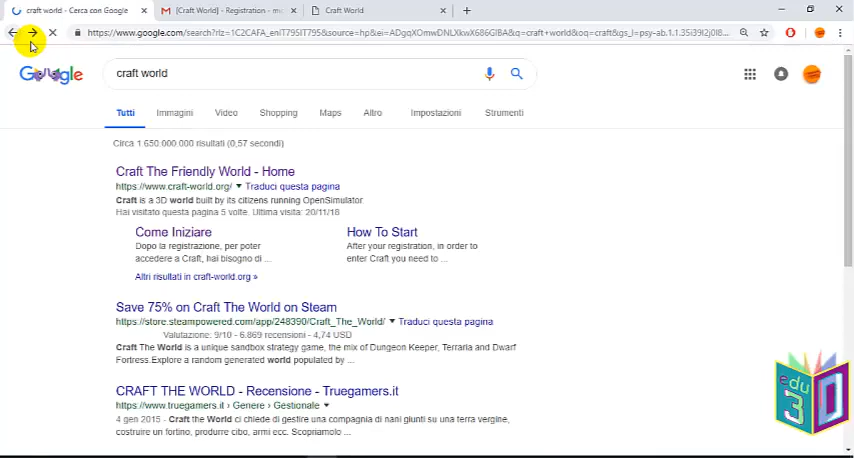 craft world - Cerca con Google
[Craft World] - Registration - mi
Craft World
https://www.google.com/search?rlz=1C2CAFA_enIT795IT795&source=hp&ei=ADgqXOmwDNLXkwX686GIBA&q=craft+world&oq=craft&gs_l=psy-ab.1.1.35i39l2j0l8...
Google
craft world
Tutti Immagini Video Shopping Maps Altro Impostazioni Strumenti
Circa 1.650.000.000 risultati (0,57 secondi)
Craft The Friendly World - Home
https://www.craft-world.org/ Traduci questa pagina
Craft is a 3D world built by its citizens running OpenSimulator.
Hai visitato questa pagina 5 volte. Ultima visita: 20/11/18
Come Iniziare How To Start
Dopo la registrazione, per poter After your registration, in order to
accedere a Craft, hai bisogno di ... enter Craft you need to ...
Altri risultati in craft-world.org »
Save 75% on Craft The World on Steam
https://store.steampowered.com/app/248390/Craft_The_World/ Traduci questa pagina
Valutazione: 9/10 - 6.869 recensioni - 4,74 USD
Craft The World is a unique sandbox strategy game, the mix of Dungeon Keeper, Terraria and Dwarf
Fortress.Explore a random generated world populated by ...
CRAFT THE WORLD - Recensione - Truegamers.it
https://www.truegamers.it › Genere › Gestionale
4 gen 2015 - Craft the World ci chiede di gestire una compagnia di nani giunti su una terra vergine,
costruire un fortino, produrre cibo, armi ecc. Scopriamolo ...
edu
3D